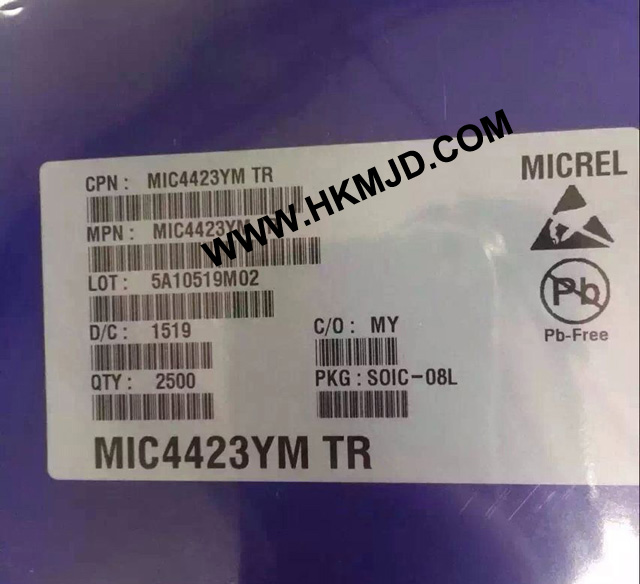 CPN : MIC4423YM TR
MICREL
MPN : MIC4423YM
WWW.HKMJD.COM
LOT : 5A10519M02
Pb
Pb-Free
D/C : 1519
C/O : MY
QTY : 2500
PKG : SOIC-08L
MIC4423YM TR